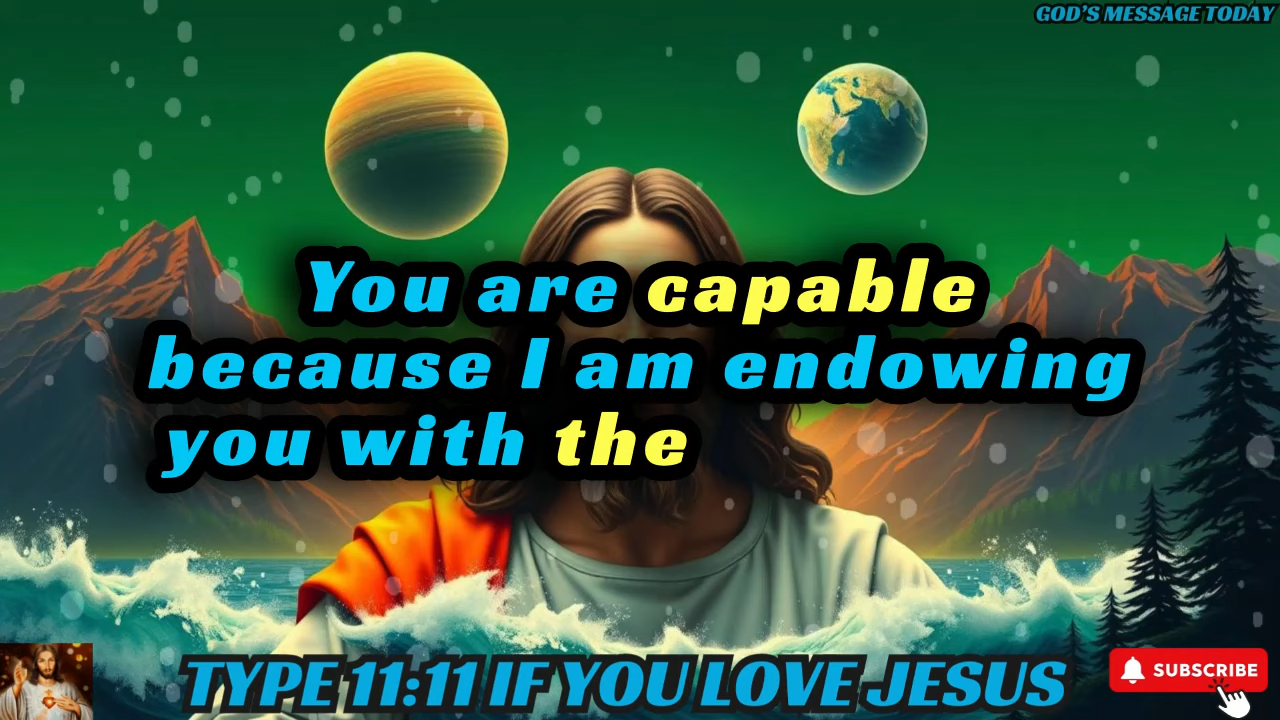 GOD'S MESSAGE TODAY
You are capable
because I am endowing
you with the
TYPE 11:11 IF YOU LOVE JESUS
SUBSCRIBE